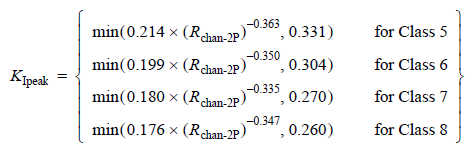 min(0.214 × (R_chan-2P)^−0.363, 0.331) for Class 5
min(0.199 × (R_chan-2P)^−0.350, 0.304) for Class 6
K_Ipeak =
min(0.180 × (R_chan-2P)^−0.335, 0.270) for Class 7
min(0.176 × (R_chan-2P)^−0.347, 0.260) for Class 8